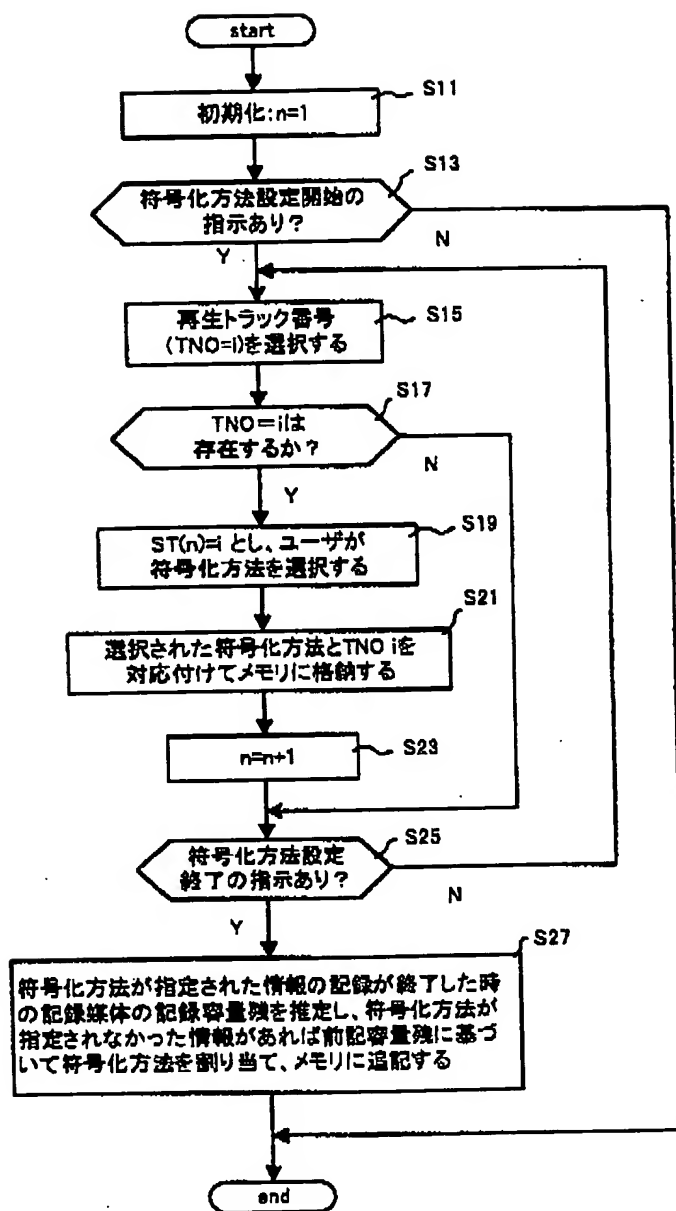 start
S11
初期化:n=1
S13
符号化方法設定開始の
指示あり?
N
Y
再生トラック番号
(TNO=i)を選択する
S15
S17
TNO=iは
存在するか?
N
Y
S19
ST(n)=i とし、ユーザが
符号化方法を選択する
S21
選択された符号化方法とTNO iを
対応付けてメモリに格納する
S23
n=n+1
S25
符号化方法設定
終了の指示あり?
N
Y
S27
符号化方法が指定された情報の記録が終了した時
の記録媒体の記録容量残を推定し、符号化方法が
指定されなかった情報があれば前記容量残に基づ
いて符号化方法を割り当て、メモリに追記する
end